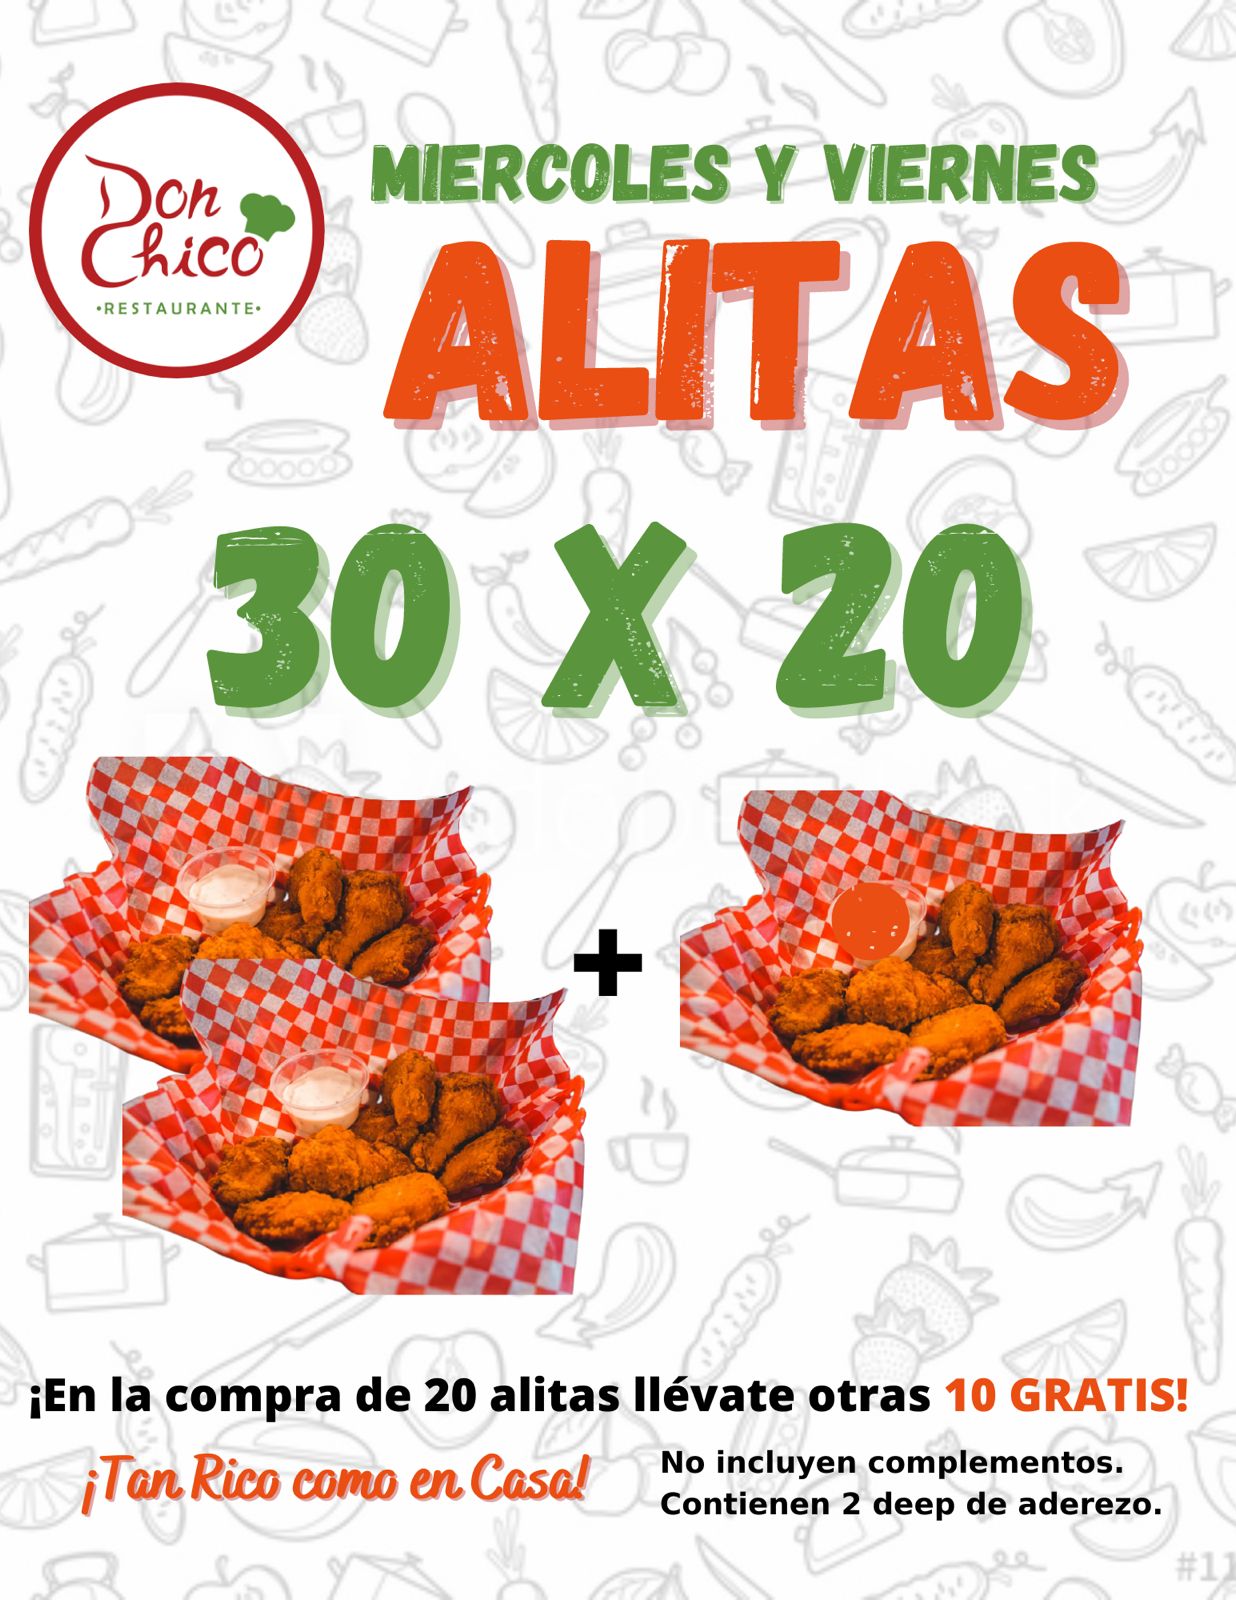 Don
Chico
•RESTAURANTE•
MIERCOLES Y VIERNES
ALITAS
30 X 20
+
¡En la compra de 20 alitas llévate otras 10 GRATIS!
¡Tan Rico como en Casa!
No incluyen complementos.
Contienen 2 deep de aderezo.
#11